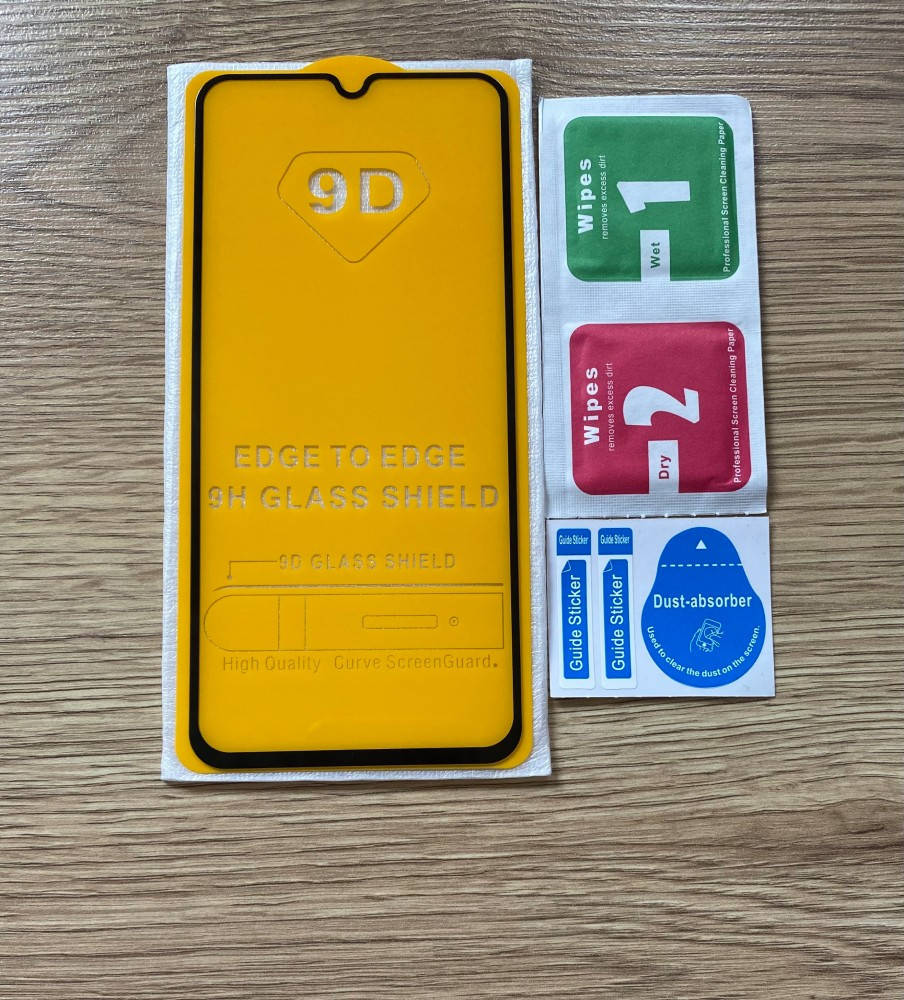 9D
EDGE TO EDGE
9H GLASS SHIELD
9D GLASS SHIELD
High Quality Curve ScreenGuard.
Wipes
removes excess dirt
1
Wet
Professional Screen Cleaning Paper
Wipes
removes excess dirt
2
Dry
Professional Screen Cleaning Paper
Guide Sticker
Guide Sticker
Guide Sticker
Guide Sticker
Dust-absorber
Used to clear the dust on the screen.